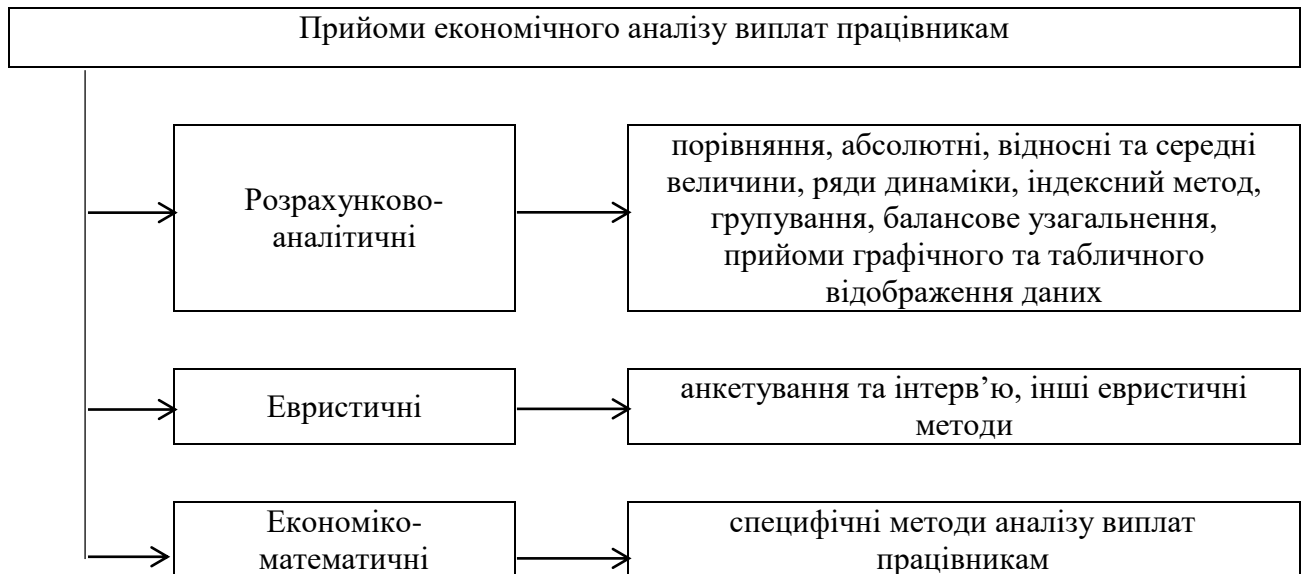 Прийоми економічного аналізу виплат працівникам
Розрахунково-
аналітичні
порівняння, абсолютні, відносні та середні
величини, ряди динаміки, індексний метод,
групування, балансове узагальнення,
прийоми графічного та табличного
відображення даних
Евристичні
анкетування та інтерв’ю, інші евристичні
методи
Економіко-
математичні
специфічні методи аналізу виплат
працівникам